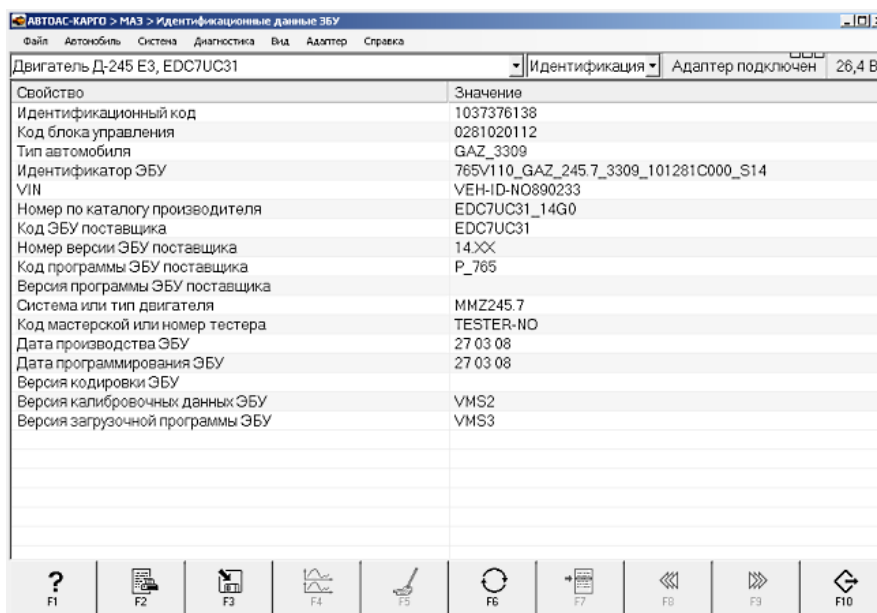 АВТОАС-КАРГО > МАЗ > Идентификационные данные ЭБУ
Файл Автомобиль Система Диагностика Вид Адаптер Справка
Двигатель Д-245 Е3, EDC7UC31 Идентификация Адаптер подключен 26,4 В
Свойство Значение
Идентификационный код 1037376138
Код блока управления 0281020112
Тип автомобиля GAZ_3309
Идентификатор ЭБУ 765V110_GAZ_245.7_3309_101281C000_S14
VIN VEH-ID-NO890233
Номер по каталогу производителя EDC7UC31_14G0
Код ЭБУ поставщика EDC7UC31
Номер версии ЭБУ поставщика 14.XX
Код программы ЭБУ поставщика P_765
Версия программы ЭБУ поставщика
Система или тип двигателя MMZ245.7
Код мастерской или номер тестера TESTER-NO
Дата производства ЭБУ 27 03 08
Дата программирования ЭБУ 27 03 08
Версия кодировки ЭБУ
Версия калибровочных данных ЭБУ VMS2
Версия загрузочной программы ЭБУ VMS3
? F1 F2 F3 F4 F5 F6 F7 F8 F9 F10